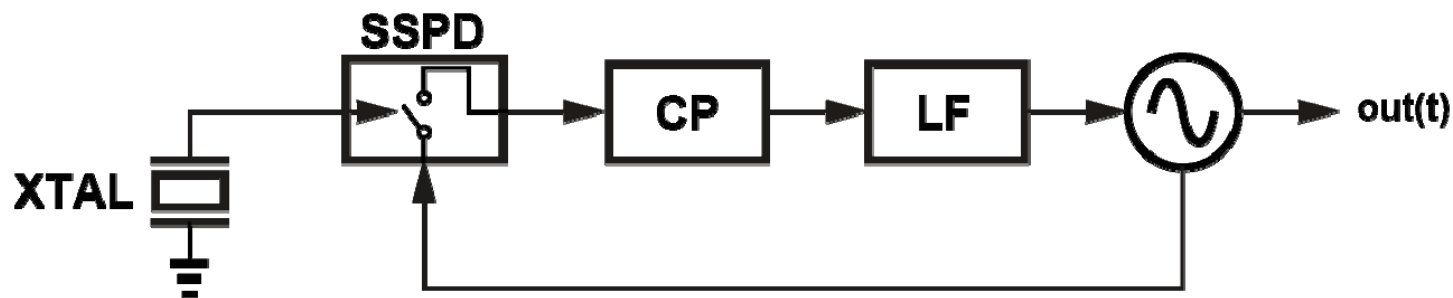 SSPD
CP
LF
out(t)
XTAL